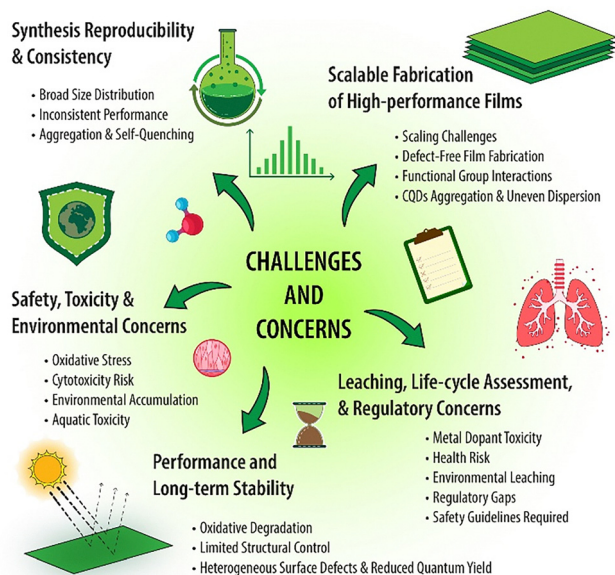 Synthesis Reproducibility
& Consistency
• Broad Size Distribution
• Inconsistent Performance
• Aggregation & Self-Quenching
Scalable Fabrication
of High-performance Films
• Scaling Challenges
• Defect-Free Film Fabrication
• Functional Group Interactions
• CQDs Aggregation & Uneven Dispersion
CHALLENGES
AND
CONCERNS
Safety, Toxicity &
Environmental Concerns
• Oxidative Stress
• Cytotoxicity Risk
• Environmental Accumulation
• Aquatic Toxicity
Leaching, Life-cycle Assessment,
& Regulatory Concerns
• Metal Dopant Toxicity
• Health Risk
• Environmental Leaching
• Regulatory Gaps
• Safety Guidelines Required
Performance and
Long-term Stability
• Oxidative Degradation
• Limited Structural Control
• Heterogeneous Surface Defects & Reduced Quantum Yield